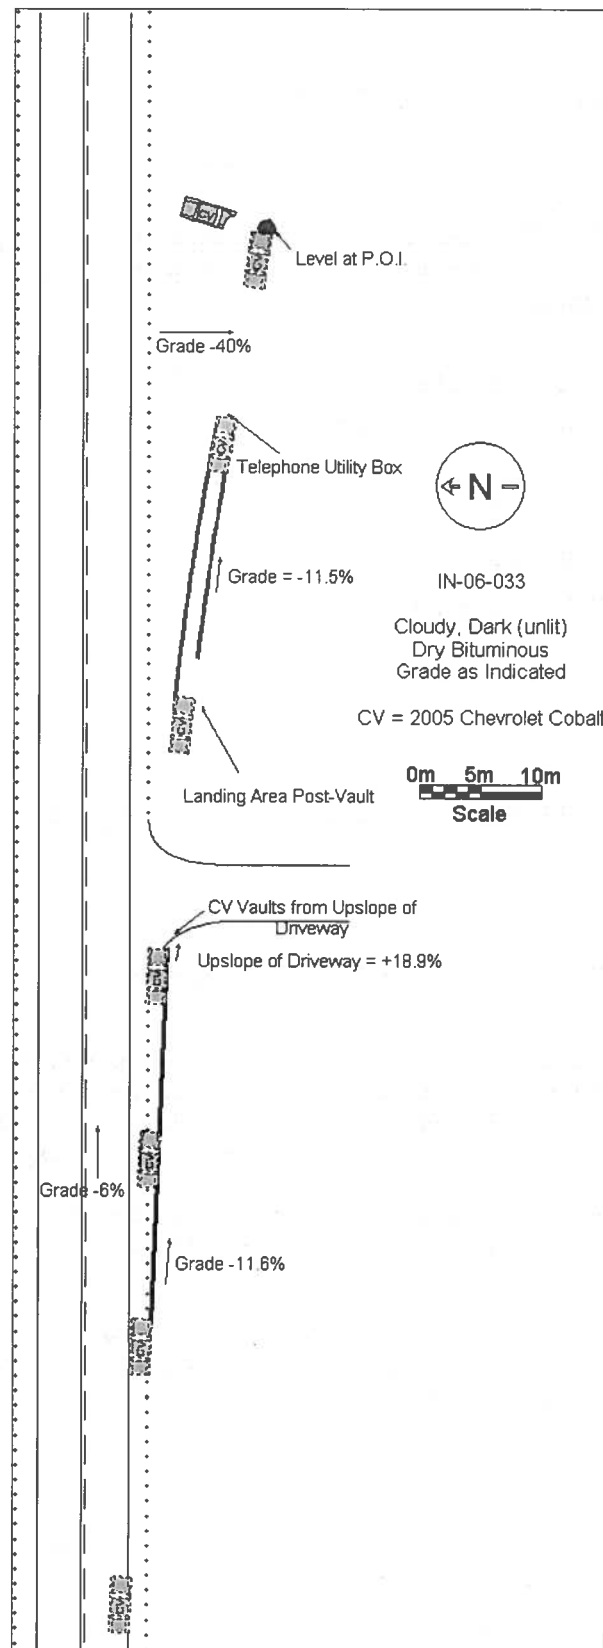 CV
CV
Level at P.O.I.
Grade -40%
CV
Telephone Utility Box
N
Grade = -11.5%
IN-06-033
Cloudy, Dark (unlit)
Dry Bituminous
Grade as Indicated
CV = 2005 Chevrolet Cobalt
CV
0m 5m 10m
Scale
Landing Area Post-Vault
CV Vaults from Upslope of
Driveway
Upslope of Driveway = +18.9%
CV
CV
Grade -6%
Grade -11.6%
CV
CV